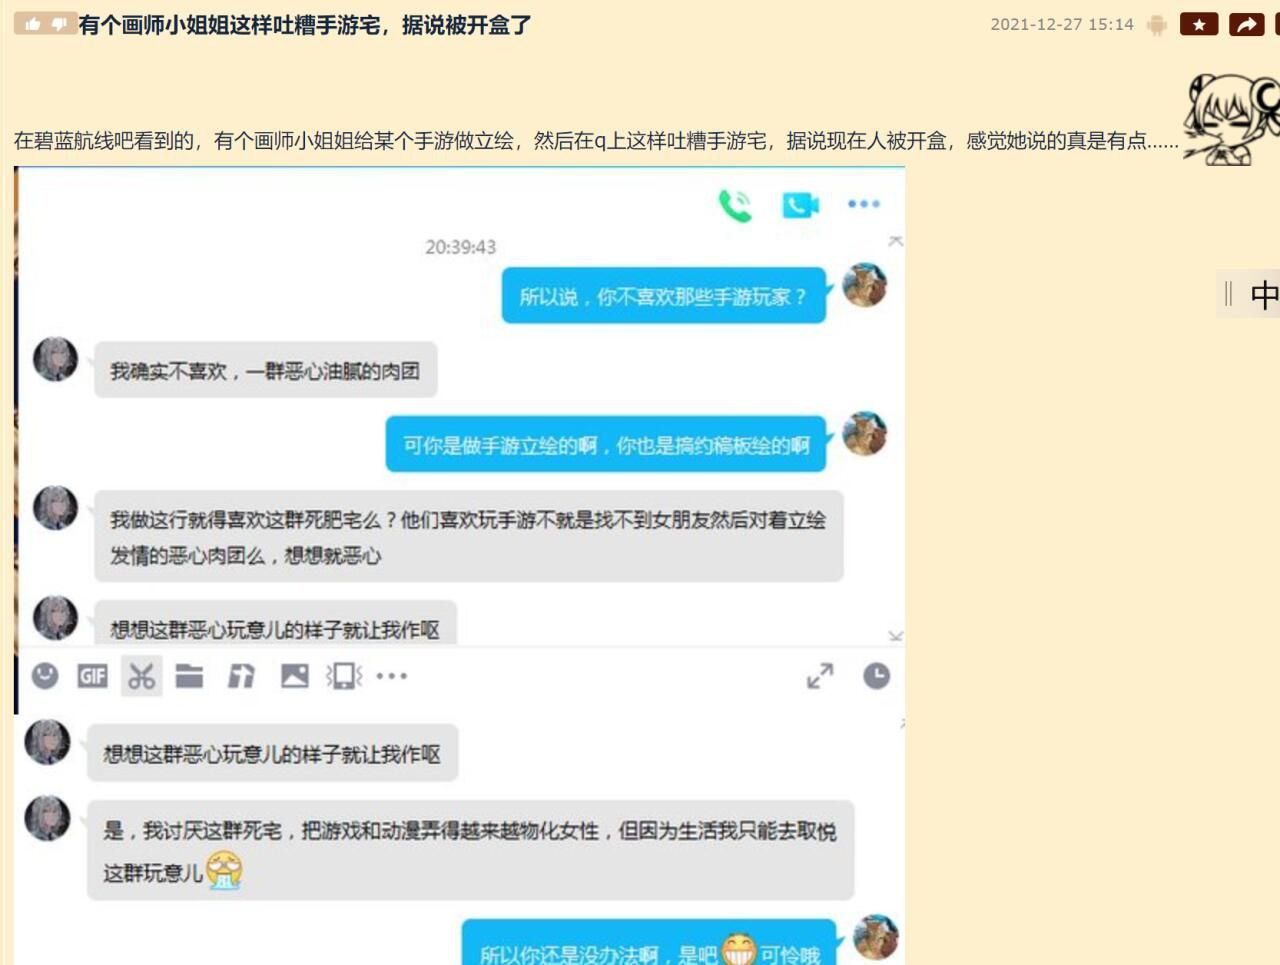 有个画师小姐姐这样吐糟手游宅，据说被开盒了
2021-12-27 15:14
在碧蓝航线吧看到的，有个画师小姐姐给某个手游做立绘，然后在q上这样吐糟手游宅，据说现在人被开盒，感觉她说的真是有点......
中
20:39:43
所以说，你不喜欢那些手游玩家？
我确实不喜欢，一群恶心油腻的肉团
可你是做手游立绘的啊，你也是搞约稿板绘的啊
我做这行就得喜欢这群死肥宅么？他们喜欢玩手游不就是找不到女朋友然后对着立绘
发情的恶心肉团么，想想就恶心
想想这群恶心玩意儿的样子就让我作呕
GIF
想想这群恶心玩意儿的样子就让我作呕
是，我讨厌这群死宅，把游戏和动漫弄得越来越物化女性，但因为生活我只能去取悦
这群玩意儿
所以你还是没办法啊，是吧可怜哦